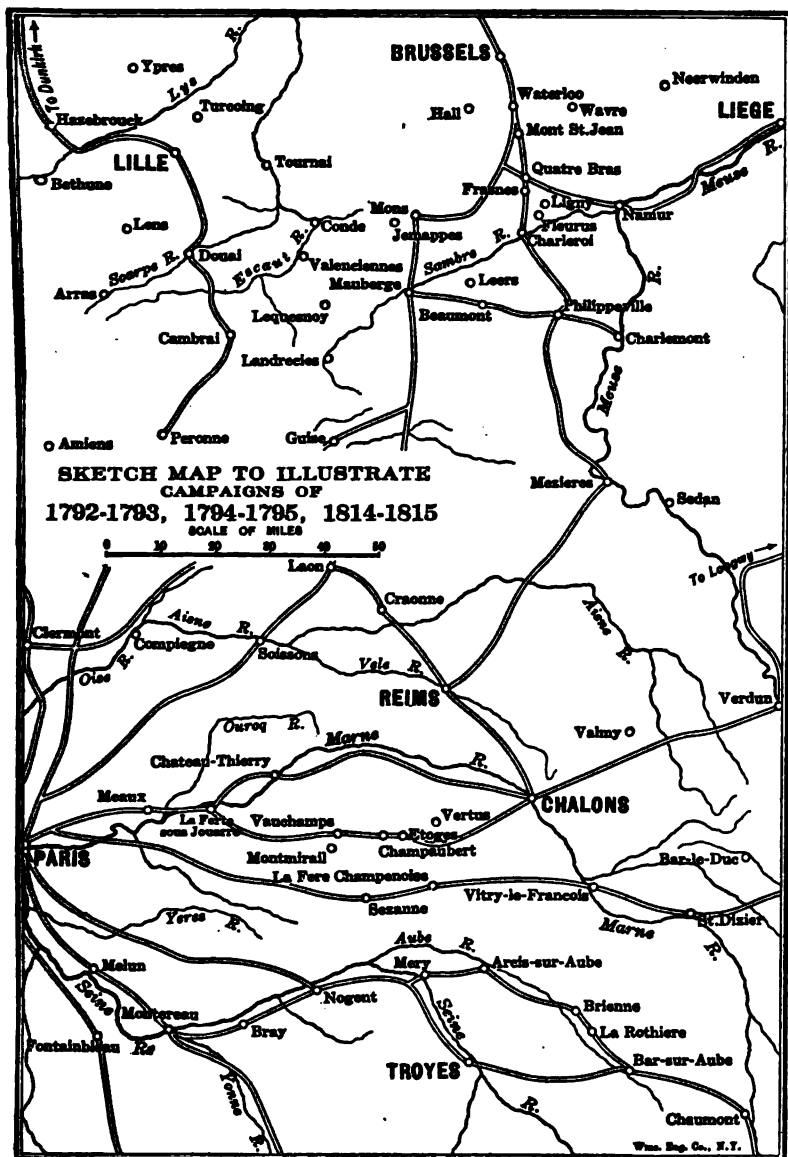 To Dunkirk
Ypres
Lys R.
BRUSSELS
Neerwinden
Hazebrouck
Turcoing
Hall
Waterloo
Wavre
LIEGE
Mont St.Jean
LILLE
Tournai
Quatre Bras
Meuse R.
Bethune
Frasnes
Ligny
Namur
Lens
Mons
Conde
Jemappes
Fleurus
Charleroi
Scarpe R.
Douai
Escaut R.
Valenciennes
Sambre R.
Leers
Arras
Mauberge
Lequesnoy
Beaumont
Philippeville
Cambrai
Charlemont
Landrecies
Meuse R.
Amiens
Peronne
Guise
SKETCH MAP TO ILLUSTRATE
CAMPAIGNS OF
1792-1793, 1794-1795, 1814-1815
SCALE OF MILES
0 10 20 30 40 50
Mezieres
Sedan
To Longwy
Laon
Craonne
Clermont
Aisne R.
Compiegne
Soissons
Aisne R.
Oise R.
Vele R.
REIMS
Verdun
Ourcq R.
Marne R.
Valmy
Chateau-Thierry
Meaux
La Ferte
sous Jouarre
Vauchamps
Vertus
CHALONS
Etoges
Champaubert
PARIS
Montmirail
Bar-le-Duc
La Fere Champenoise
Sezanne
Vitry-le-Francois
Marne R.
St.Dizier
Yeres R.
Aube R.
Melun
Mery
Arcis-sur-Aube
Seine R.
Nogent
Montereau
Bray
Seine R.
Brienne
La Rothiere
Fontainbleau
TROYES
Bar-sur-Aube
Yonne R.
Chaumont
Wms. Eng. Co., N.Y.